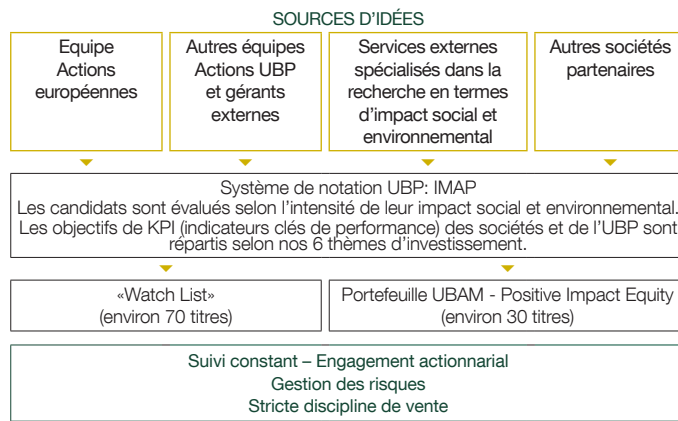 SOURCES D’IDÉES
Equipe
Actions
européennes
Autres équipes
Actions UBP
et gérants
externes
Services externes
spécialisés dans la
recherche en termes
d’impact social et
environnemental
Autres sociétés
partenaires
Système de notation UBP: IMAP
Les candidats sont évalués selon l’intensité de leur impact social et environnemental.
Les objectifs de KPI (indicateurs clés de performance) des sociétés et de l’UBP sont
répartis selon nos 6 thèmes d’investissement.
«Watch List»
(environ 70 titres)
Portefeuille UBAM - Positive Impact Equity
(environ 30 titres)
Suivi constant – Engagement actionnarial
Gestion des risques
Stricte discipline de vente